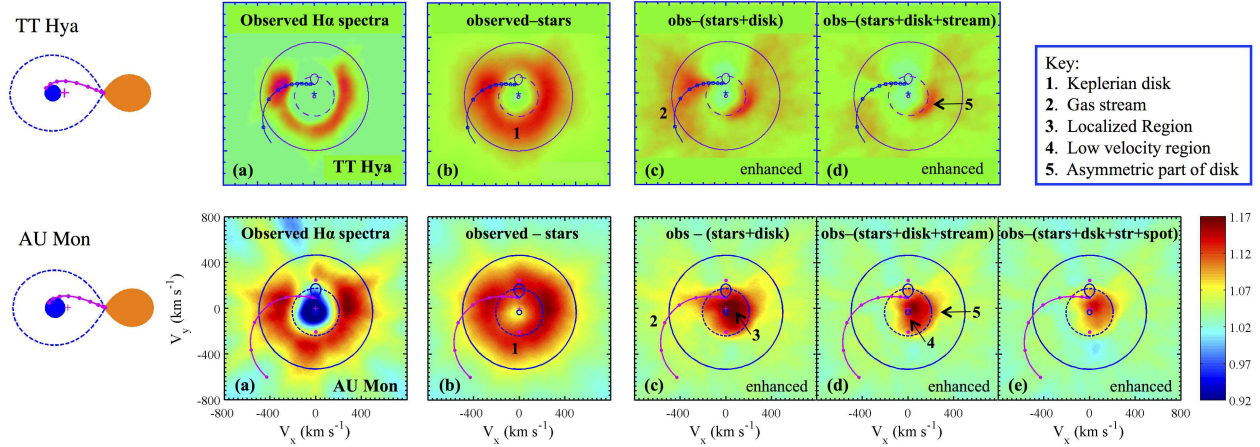 TT Hya
Observed Hα spectra
(a)
TT Hya
observed–stars
1
(b)
obs–(stars+disk)
2
(c)
enhanced
obs–(stars+disk+stream)
5
(d)
enhanced
Key:
1. Keplerian disk
2. Gas stream
3. Localized Region
4. Low velocity region
5. Asymmetric part of disk
AU Mon
800
400
0
-400
-800
V_y (km s⁻¹)
Observed Hα spectra
(a)
AU Mon
observed – stars
1
(b)
obs – (stars+disk)
2
3
(c)
enhanced
obs–(stars+disk+stream)
5
4
(d)
enhanced
obs–(stars+dsk+str+spot)
(e)
enhanced
1.17
1.12
1.07
1.02
0.97
0.92
-800 -400 0 400
V_x (km s⁻¹)
-400 0 400
V_x (km s⁻¹)
-400 0 400
V_x (km s⁻¹)
-400 0 400
V_x (km s⁻¹)
-400 0 400 800
V_x (km s⁻¹)